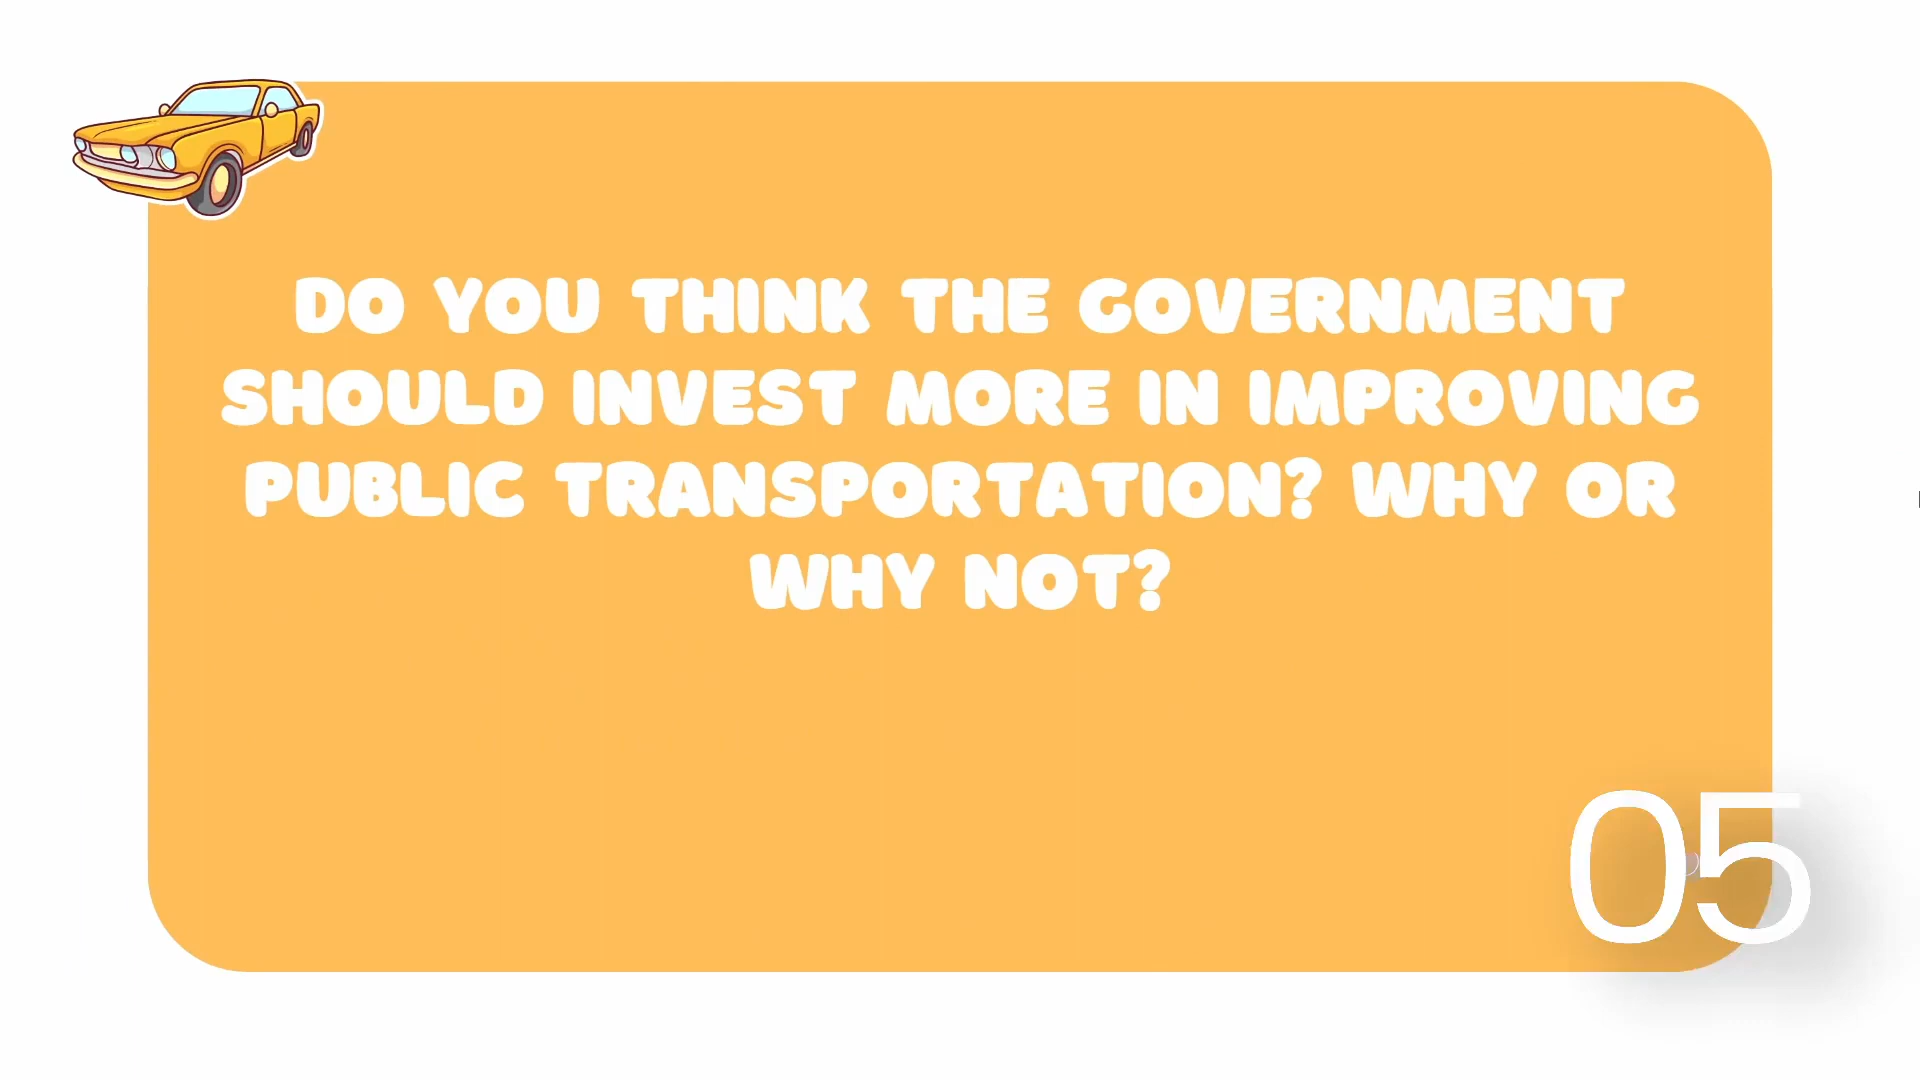 DO YOU THINK THE GOVERNMENT
SHOULD INVEST MORE IN IMPROVING
PUBLIC TRANSPORTATION? WHY OR
WHY NOT?
05